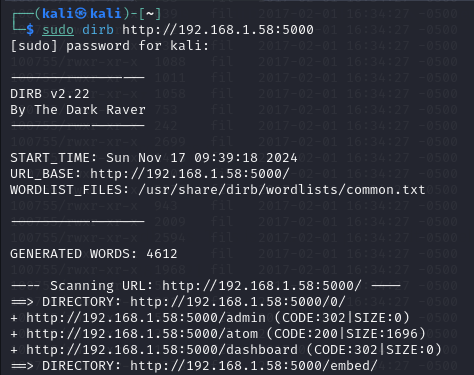 ┌──(kali㉿kali)-[~]
└─$ sudo dirb http://192.168.1.58:5000
[sudo] password for kali:
-----------------
DIRB v2.22
By The Dark Raver
-----------------
START_TIME: Sun Nov 17 09:39:18 2024
URL_BASE: http://192.168.1.58:5000/
WORDLIST_FILES: /usr/share/dirb/wordlists/common.txt
-----------------
GENERATED WORDS: 4612
---- Scanning URL: http://192.168.1.58:5000/ ----
==> DIRECTORY: http://192.168.1.58:5000/0/
+ http://192.168.1.58:5000/admin (CODE:302|SIZE:0)
+ http://192.168.1.58:5000/atom (CODE:200|SIZE:1696)
+ http://192.168.1.58:5000/dashboard (CODE:302|SIZE:0)
==> DIRECTORY: http://192.168.1.58:5000/embed/